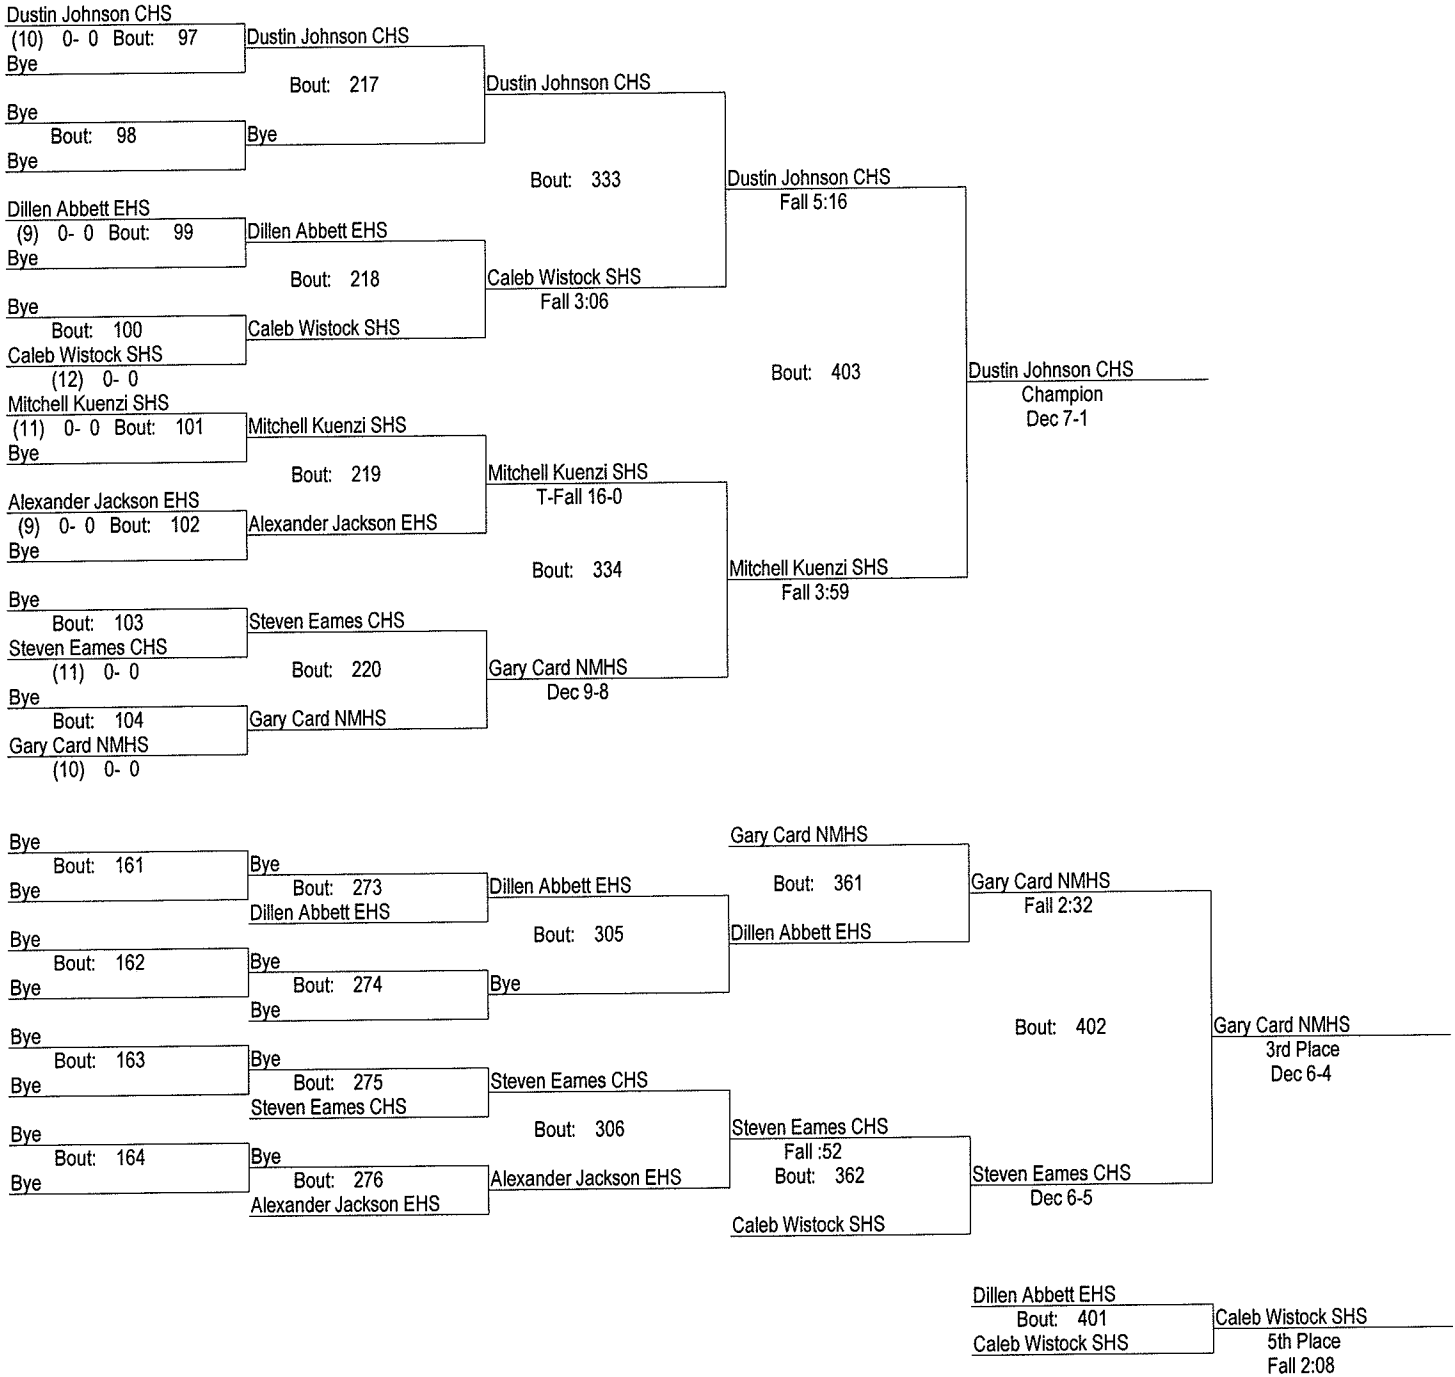 Dustin Johnson CHS
(10) 0- 0 Bout: 97
Bye
Dustin Johnson CHS
Bout: 217
Bye
Bout: 98
Bye
Bye
Dustin Johnson CHS
Bout: 333
Dillen Abbett EHS
(9) 0- 0 Bout: 99
Bye
Dillen Abbett EHS
Bout: 218
Bye
Bout: 100
Caleb Wistock SHS
(12) 0- 0
Caleb Wistock SHS
Caleb Wistock SHS
Fall 3:06
Dustin Johnson CHS
Fall 5:16
Bout: 403
Dustin Johnson CHS
Champion
Dec 7-1
Mitchell Kuenzi SHS
(11) 0- 0 Bout: 101
Bye
Mitchell Kuenzi SHS
Bout: 219
Alexander Jackson EHS
(9) 0- 0 Bout: 102
Bye
Alexander Jackson EHS
Mitchell Kuenzi SHS
T-Fall 16-0
Bout: 334
Mitchell Kuenzi SHS
Fall 3:59
Bye
Bout: 103
Steven Eames CHS
(11) 0- 0
Steven Eames CHS
Bout: 220
Bye
Bout: 104
Gary Card NMHS
(10) 0- 0
Gary Card NMHS
Gary Card NMHS
Dec 9-8
Bye
Bout: 161
Bye
Bye
Bout: 273
Dillen Abbett EHS
Dillen Abbett EHS
Bout: 305
Bye
Bout: 162
Bye
Bye
Bout: 274
Bye
Bye
Gary Card NMHS
Bout: 361
Dillen Abbett EHS
Gary Card NMHS
Fall 2:32
Bout: 402
Gary Card NMHS
3rd Place
Dec 6-4
Bye
Bout: 163
Bye
Bye
Bout: 275
Steven Eames CHS
Steven Eames CHS
Bout: 306
Bye
Bout: 164
Bye
Bye
Bout: 276
Alexander Jackson EHS
Alexander Jackson EHS
Steven Eames CHS
Fall :52
Bout: 362
Caleb Wistock SHS
Steven Eames CHS
Dec 6-5
Dillen Abbett EHS
Bout: 401
Caleb Wistock SHS
Caleb Wistock SHS
5th Place
Fall 2:08